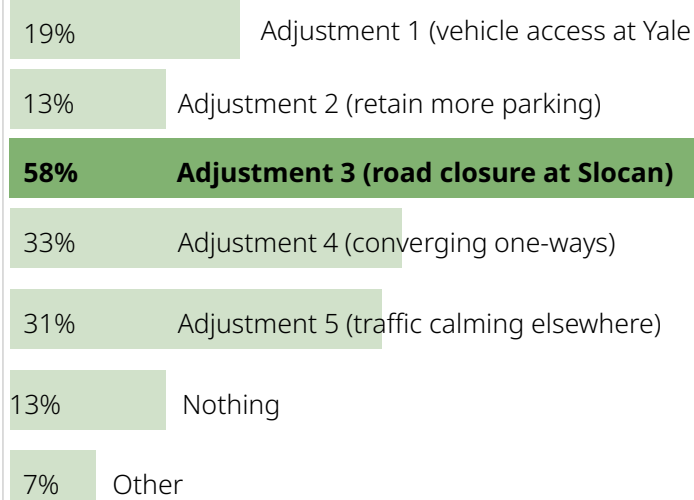 19% Adjustment 1 (vehicle access at Yale
13% Adjustment 2 (retain more parking)
58% Adjustment 3 (road closure at Slocan)
33% Adjustment 4 (converging one-ways)
31% Adjustment 5 (traffic calming elsewhere)
13% Nothing
7% Other